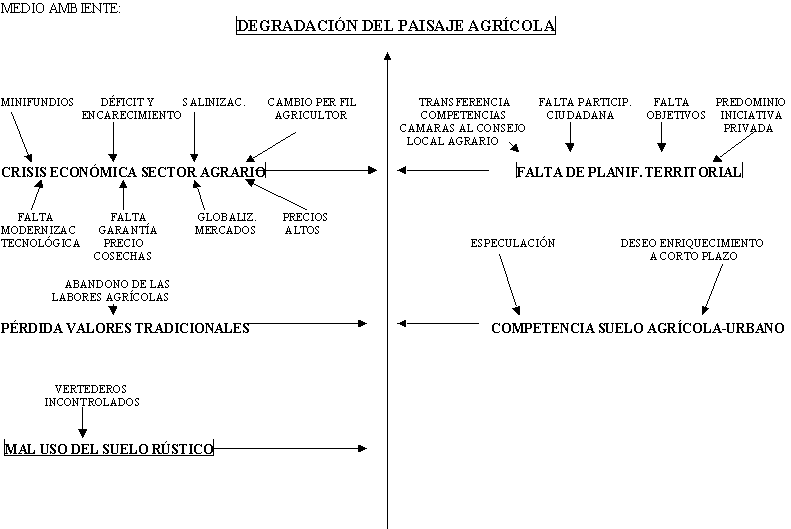 MEDIO AMBIENTE:
DEGRADACIÓN DEL PAISAJE AGRÍCOLA
MINIFUNDIOS
DÉFICIT Y
ENCARECIMIENTO
SALINIZAC.
CAMBIO PER FIL
AGRICULTOR
TRANSFERENCIA
COMPETENCIAS
CAMARAS AL CONSEJO
LOCAL AGRARIO
FALTA PARTICIP.
CIUDADANA
FALTA
OBJETIVOS
PREDOMINIO
INICIATIVA
PRIVADA
CRISIS ECONÓMICA SECTOR AGRARIO
FALTA DE PLANIF. TERRITORIAL
FALTA
MODERNIZAC
TECNOLÓGICA
FALTA
GARANTÍA
PRECIO
COSECHAS
GLOBALIZ.
MERCADOS
PRECIOS
ALTOS
ESPECULACIÓN
DESEO ENRIQUECIMIENTO
A CORTO PLAZO
ABANDONO DE LAS
LABORES AGRÍCOLAS
PÉRDIDA VALORES TRADICIONALES
COMPETENCIA SUELO AGRÍCOLA-URBANO
VERTEDEROS
INCONTROLADOS
MAL USO DEL SUELO RÚSTICO